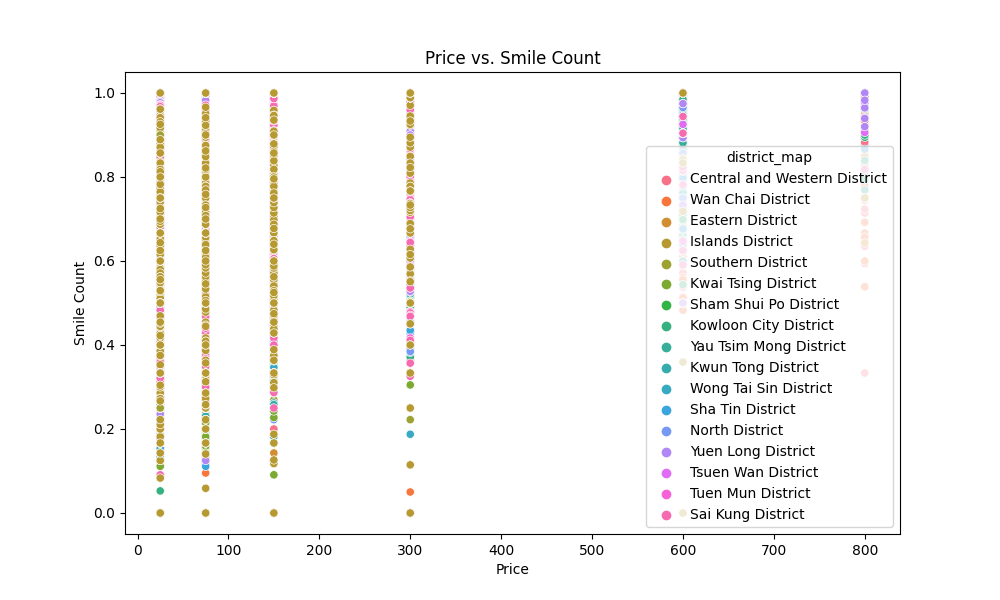 Price vs. Smile Count
1.0
0.8
0.6
0.4
0.2
0.0
Smile Count
district_map
Central and Western District
Wan Chai District
Eastern District
Islands District
Southern District
Kwai Tsing District
Sham Shui Po District
Kowloon City District
Yau Tsim Mong District
Kwun Tong District
Wong Tai Sin District
Sha Tin District
North District
Yuen Long District
Tsuen Wan District
Tuen Mun District
Sai Kung District
0 100 200 300 400 500 600 700 800
Price